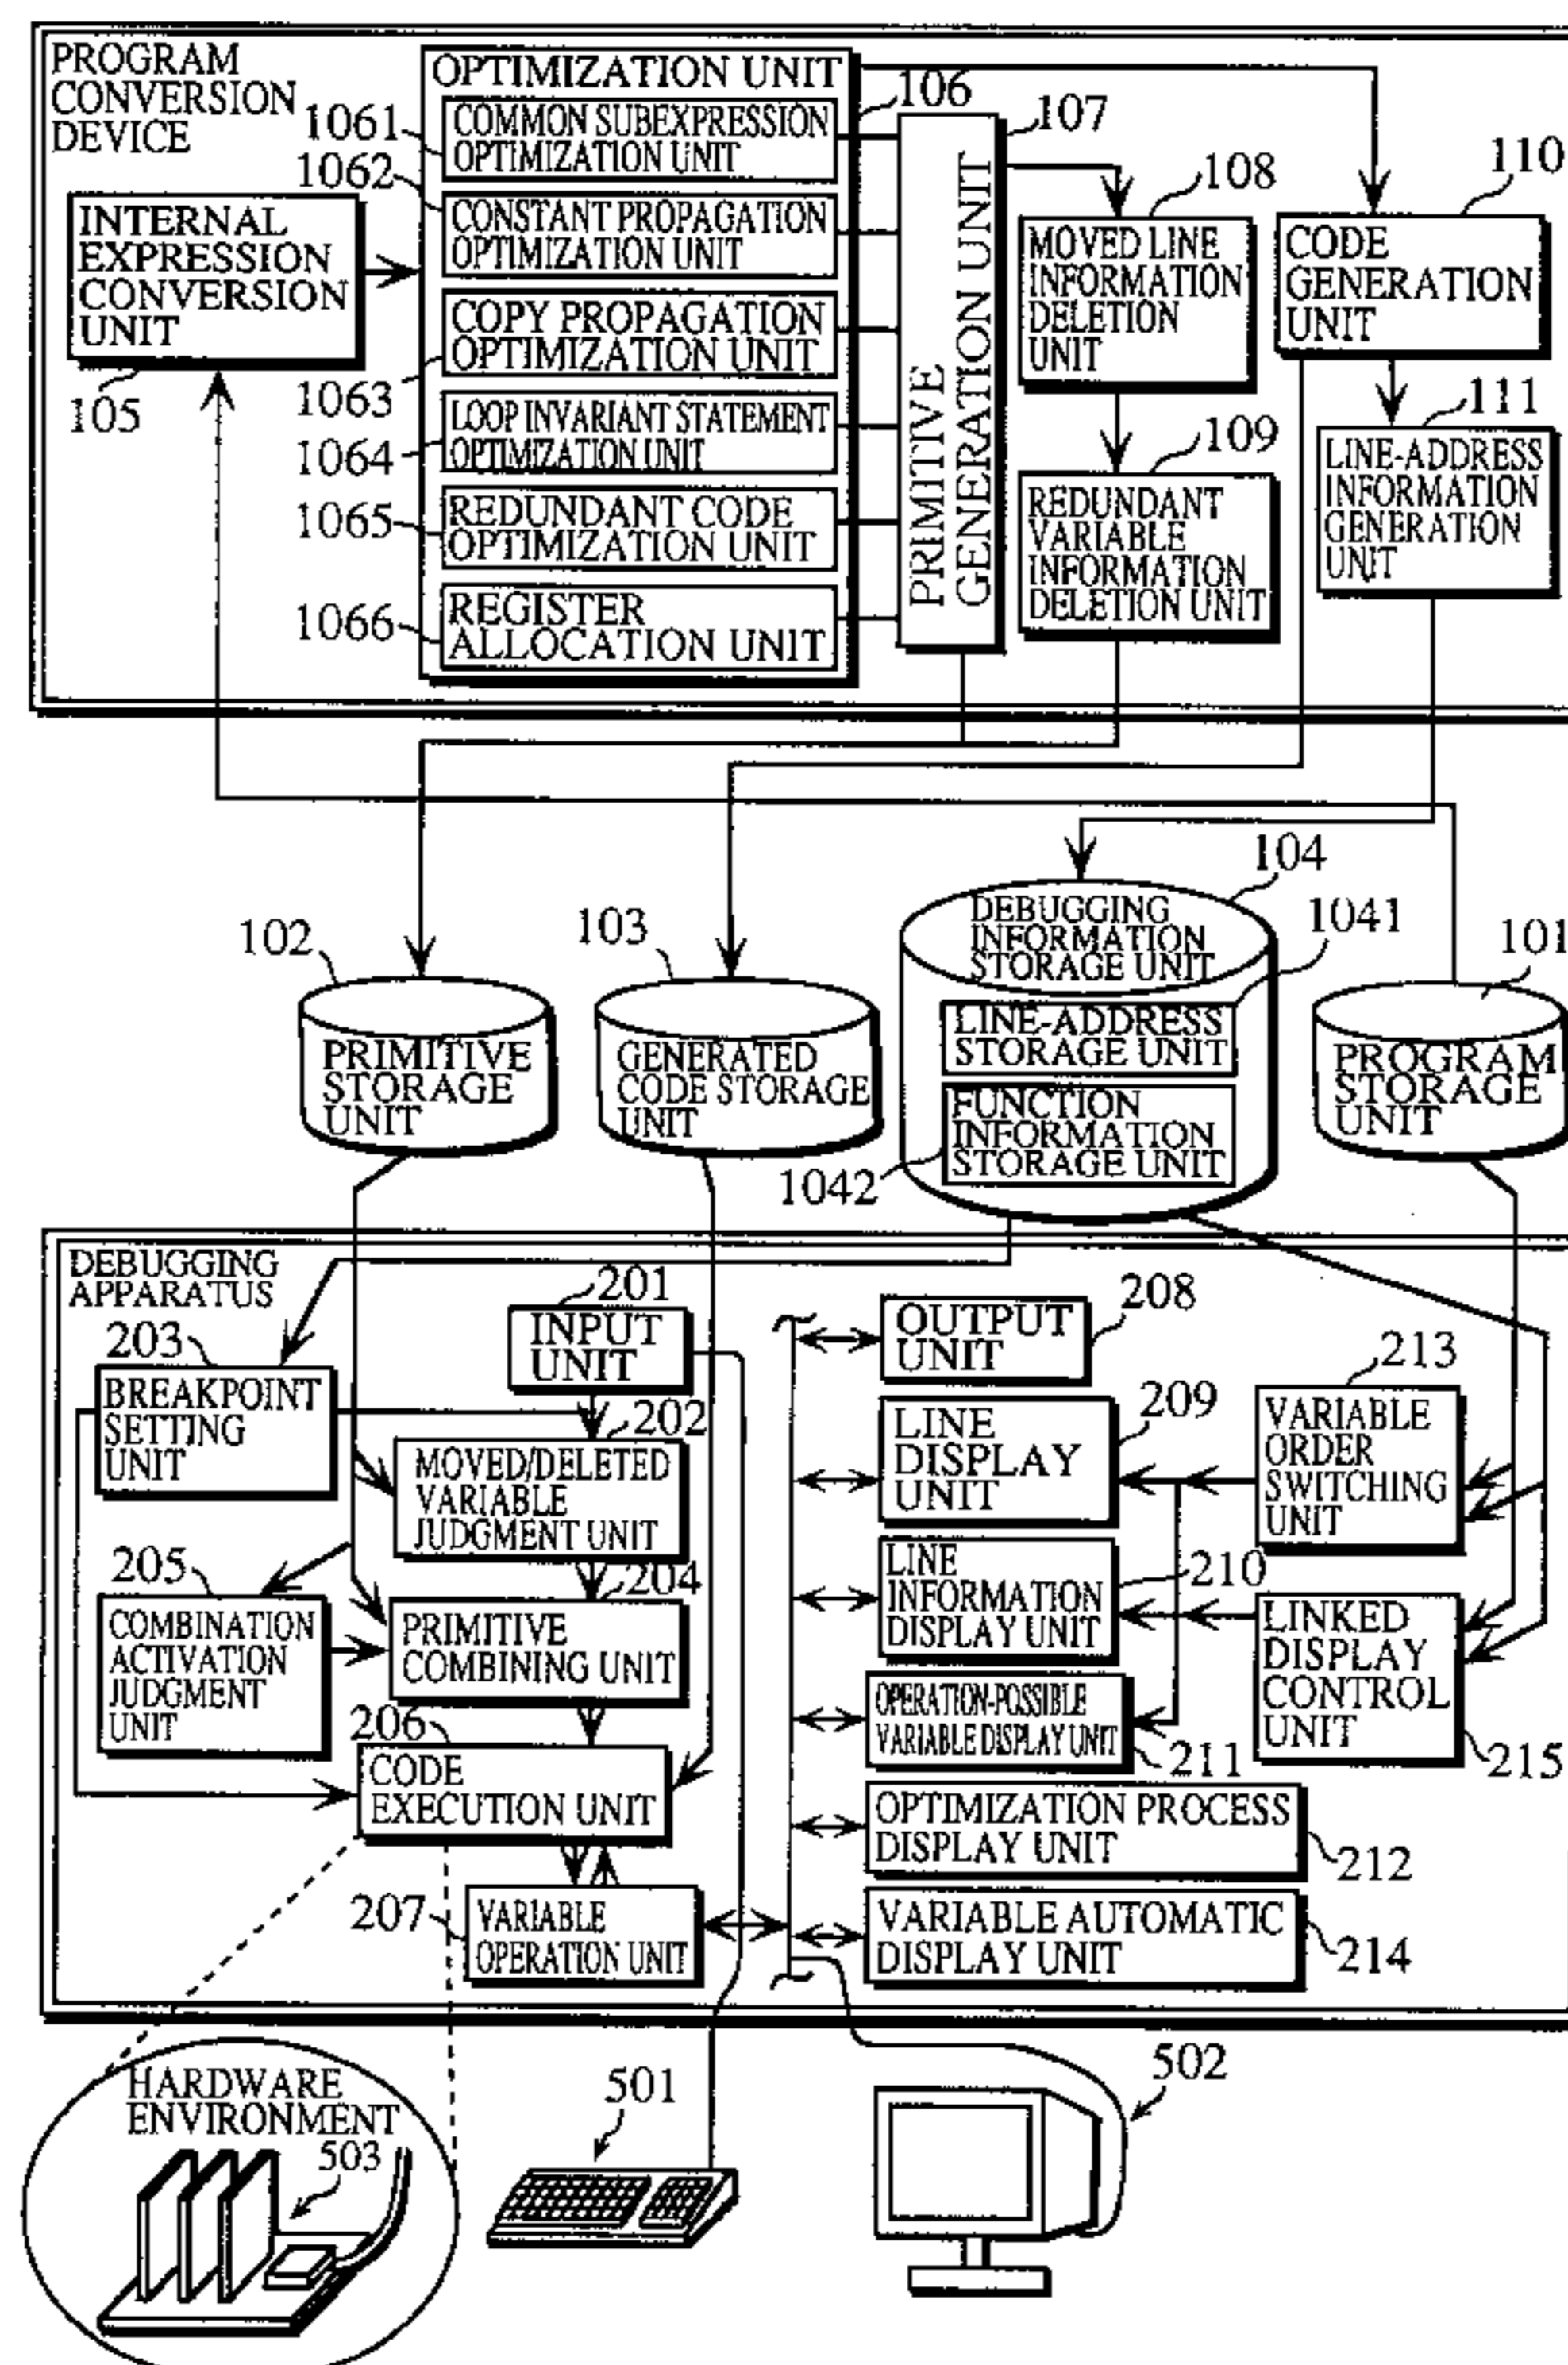 PROGRAM
CONVERSION
DEVICE
OPTIMIZATION UNIT
106
1061
COMMON SUBEXPRESSION
OPTIMIZATION UNIT
1062
CONSTANT PROPAGATION
OPTIMIZATION UNIT
COPY PROPAGATION
OPTIMIZATION UNIT
1063
LOOP INVARIANT STATEMENT
OPTIMIZATION UNIT
1064
REDUNDANT CODE
OPTIMIZATION UNIT
1065
REGISTER
ALLOCATION UNIT
1066
INTERNAL
EXPRESSION
CONVERSION
UNIT
105
PRIMITIVE
GENERATION UNIT
107
108
MOVED LINE
INFORMATION
DELETION
UNIT
109
REDUNDANT
VARIABLE
INFORMATION
DELETION UNIT
110
CODE
GENERATION
UNIT
111
LINE-ADDRESS
INFORMATION
GENERATION
UNIT
102
PRIMITIVE
STORAGE
UNIT
103
GENERATED
CODE STORAGE
UNIT
104
DEBUGGING
INFORMATION
STORAGE UNIT
1041
LINE-ADDRESS
STORAGE UNIT
FUNCTION
INFORMATION
STORAGE UNIT
1042
101
PROGRAM
STORAGE
UNIT
DEBUGGING
APPARATUS
201
INPUT
UNIT
203
BREAKPOINT
SETTING
UNIT
202
MOVED/DELETED
VARIABLE
JUDGMENT UNIT
205
COMBINATION
ACTIVATION
JUDGMENT
UNIT
204
PRIMITIVE
COMBINING UNIT
206
CODE
EXECUTION UNIT
207
VARIABLE
OPERATION UNIT
OUTPUT
UNIT
208
LINE
DISPLAY
UNIT
209
LINE
INFORMATION
DISPLAY UNIT
210
OPERATION-POSSIBLE
VARIABLE DISPLAY UNIT
211
OPTIMIZATION PROCESS
DISPLAY UNIT
212
VARIABLE AUTOMATIC
DISPLAY UNIT
214
213
VARIABLE
ORDER
SWITCHING
UNIT
LINKED
DISPLAY
CONTROL
UNIT
215
HARDWARE
ENVIRONMENT
503
501
502